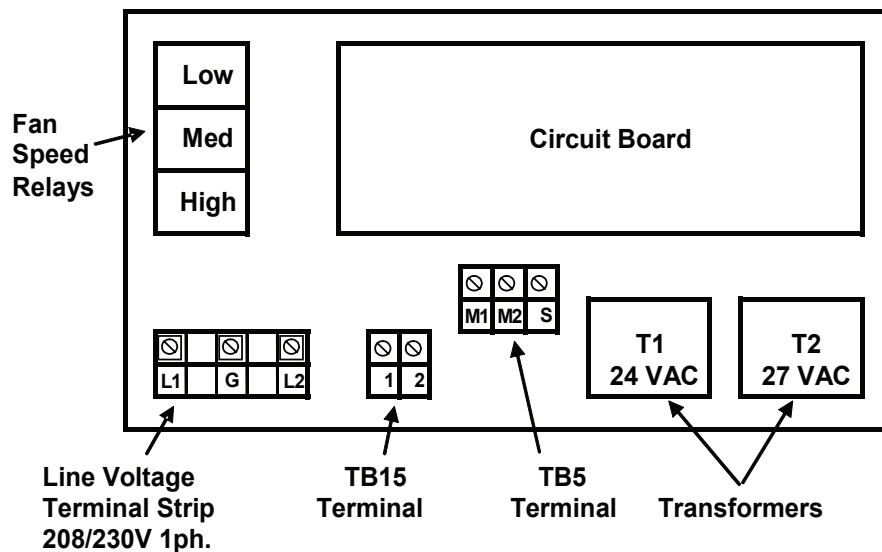 Low
Fan
Speed
Relays
Med
High
Circuit Board
M1 M2 S
L1 G L2
1 2
T1
24 VAC
T2
27 VAC
Line Voltage
Terminal Strip
208/230V 1ph.
TB15
Terminal
TB5
Terminal
Transformers